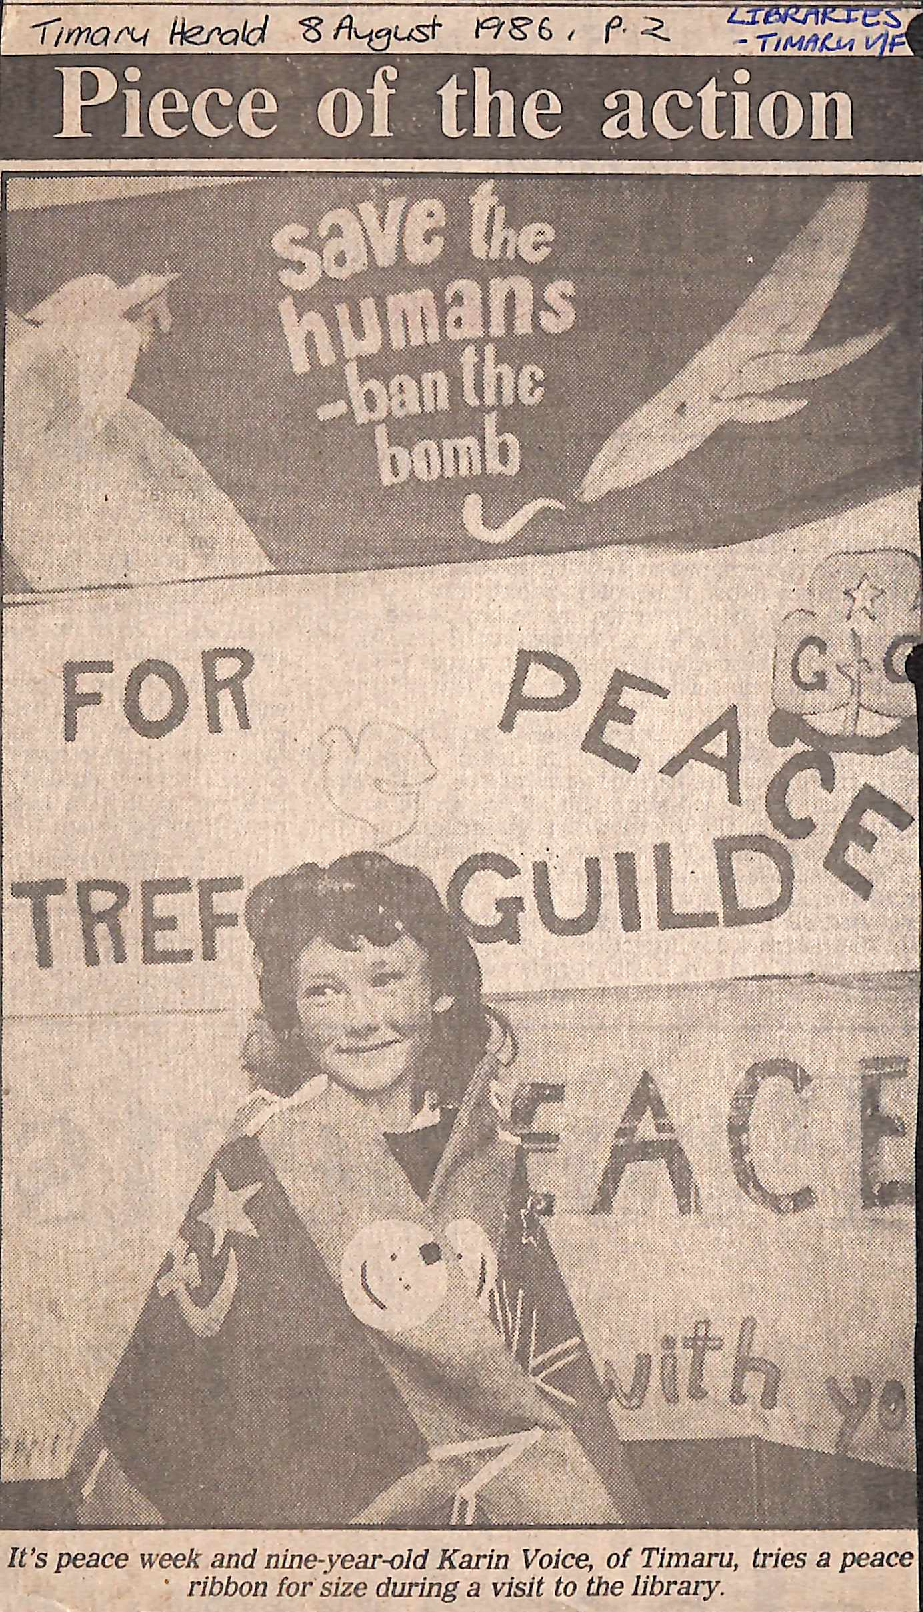 Timaru Herald 8 August 1986, p. 2
LIBRARIES
- TIMARU V/F
Piece of the action
save the
humans
-ban the
bomb
G G
FOR PEACE
TREF GUILD
EACE
with yo
It's peace week and nine-year-old Karin Voice, of Timaru, tries a peace
ribbon for size during a visit to the library.